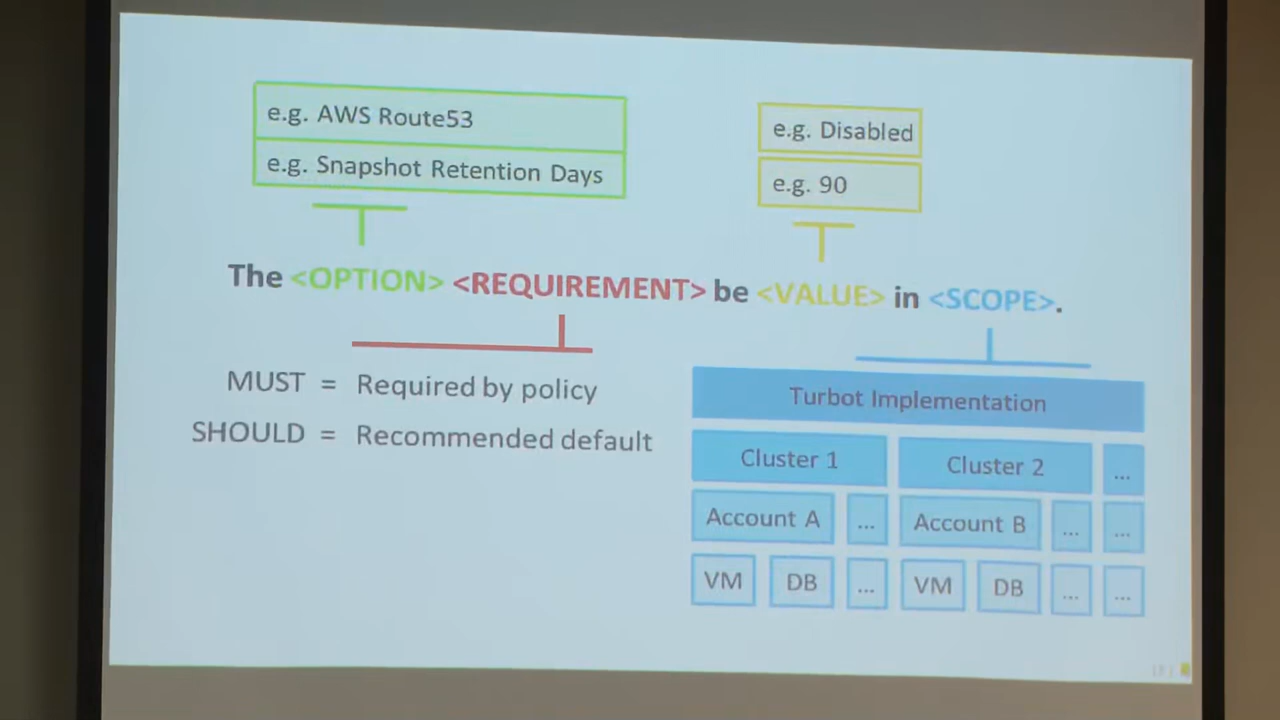 e.g. AWS Route53
e.g. Snapshot Retention Days
e.g. Disabled
e.g. 90
The <OPTION> <REQUIREMENT> be <VALUE> in <SCOPE>.
MUST = Required by policy
SHOULD = Recommended default
Turbot Implementation
Cluster 1 Cluster 2 ...
Account A ... Account B ... ...
VM DB ... VM DB ... ...